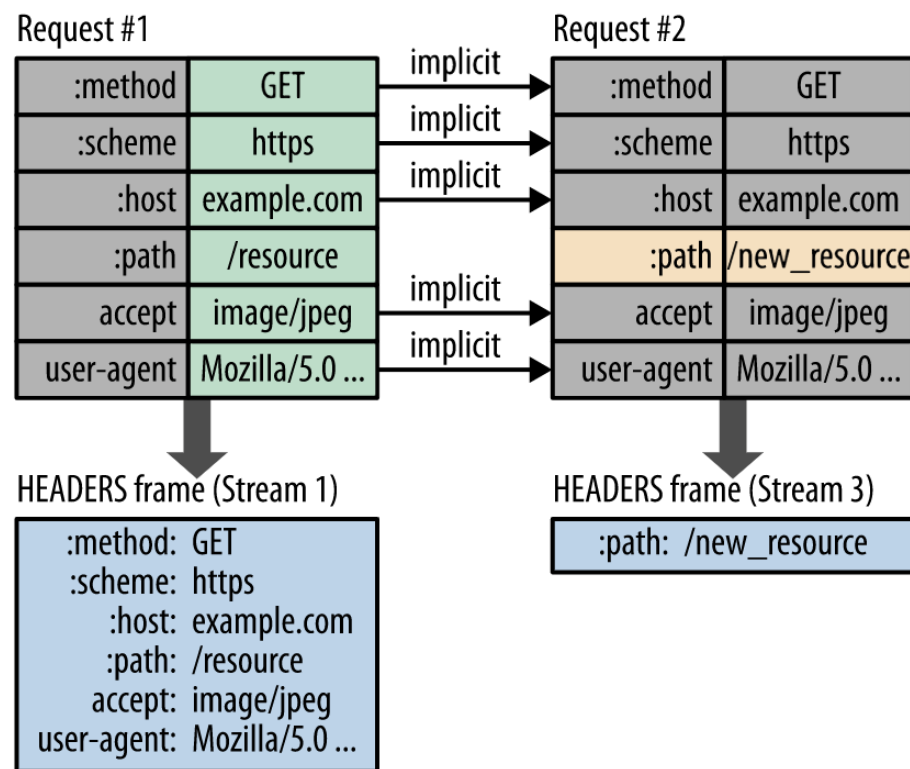 Request #1
Request #2
:method GET implicit :method GET
:scheme https implicit :scheme https
:host example.com implicit :host example.com
:path /resource :path /new_resource
accept image/jpeg implicit accept image/jpeg
user-agent Mozilla/5.0 ... implicit user-agent Mozilla/5.0 ...
HEADERS frame (Stream 1)
HEADERS frame (Stream 3)
:method: GET
:scheme: https
:host: example.com
:path: /resource
accept: image/jpeg
user-agent: Mozilla/5.0 ...
:path: /new_resource